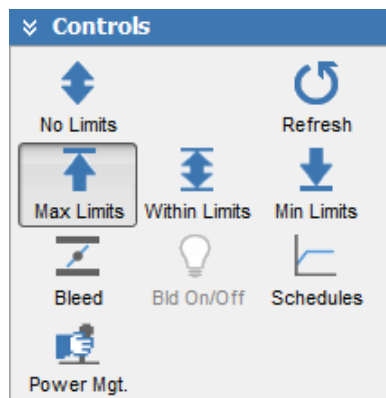 Controls
No Limits
Refresh
Max Limits
Within Limits
Min Limits
Bleed
Bld On/Off
Schedules
Power Mgt.